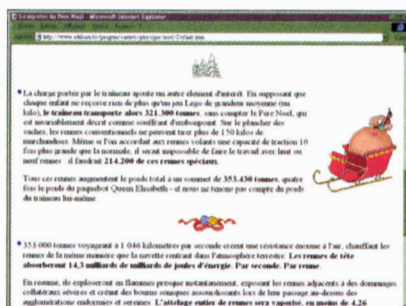 Le mystère du Père Noël - Microsoft Internet Explorer
La charge portée par le traîneau ajoute un autre élément d'intérêt. En supposant que
chaque enfant ne reçoive rien de plus qu'un jeu Lego de grandeur moyenne (un
kilo), le traîneau transporte alors 321.300 tonnes, sans compter le Père Noël, qui
est invariablement décrit comme souffrant d'embonpoint. Sur le plancher des
vaches, les rennes conventionnels ne peuvent tirer plus de 150 kilos de
marchandises. Même si l'on accordait aux rennes volants une capacité de traction 10
fois plus grande que la normale, il serait impossible de faire le travail avec huit ou
neuf rennes : il faudrait 214.200 de ces rennes spéciaux.
Tous ces rennes augmentent le poids total à un sommet de 353.430 tonnes, quatre
fois le poids du paquebot Queen Elisabeth - et nous ne tenons pas compte du poids
du traîneau lui-même
353.000 tonnes voyageant à 1 046 kilomètres par seconde créent une résistance énorme à l'air, chauffant les
rennes de la même manière que la navette rentrant dans l'atmosphère terrestre. Les rennes de tête
absorberont 14,3 milliards de milliards de joules d'énergie. Par seconde. Par renne.
En résumé, ils exploseront en flammes presque instantanément, exposant les rennes adjacents à des dommages
collatéraux sévères et créant des bourres soniques assourdissantes lors de leur passage au-dessus des
agglomérations endormies et sereines. L'attelage entier de rennes sera vaporisé, en moins de 4,26